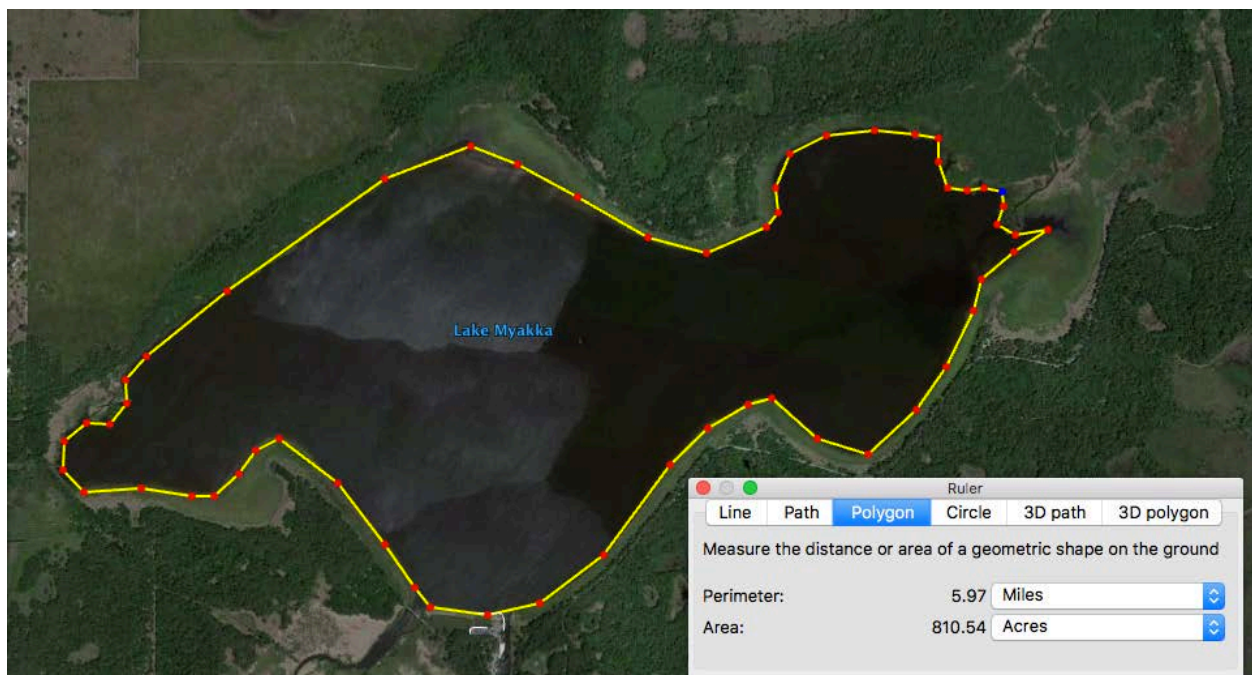 Lake Myakka
Ruler
Line Path Polygon Circle 3D path 3D polygon
Measure the distance or area of a geometric shape on the ground
Perimeter: 5.97 Miles
Area: 810.54 Acres